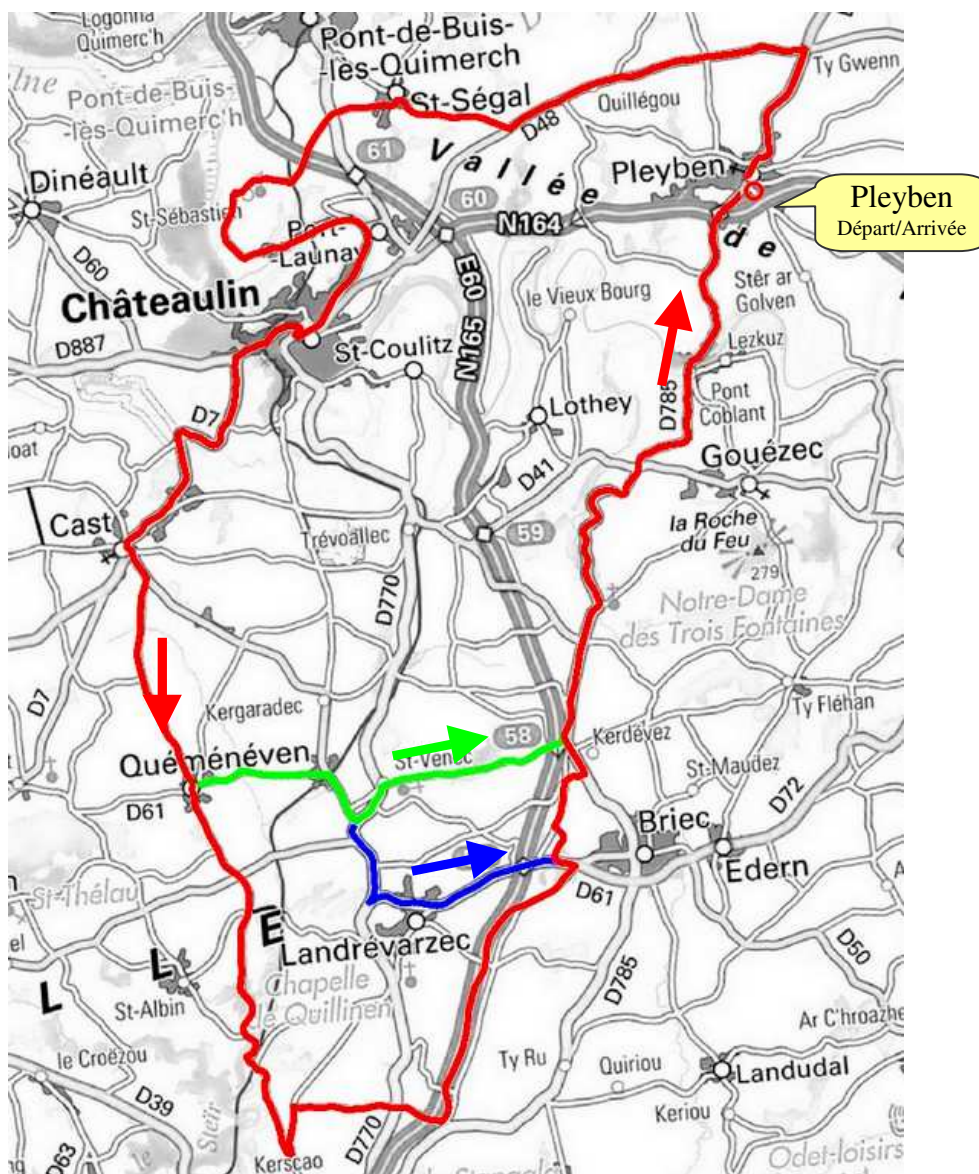 Logonna
Quimerc'h
Pont-de-Buis-
-lès-Quimerch
Ty Gwenn
Pont-de-Buis-
-lès-Quimerc'h
St-Ségal
Quillégou
D48
61
Vallée
Dinéault
Pleyben
St-Sébastien
60
Pleyben
Départ/Arrivée
Port-
-Launay
N164
de
D60
E60
Stêr ar
Golven
Châteaulin
le Vieux Bourg
N165
Lezkuz
D887
St-Coulitz
Pont
Coblant
D785
D7
Lothey
Gouézec
D41
Cast
59
la Roche
du Feu
Trévoallec
279
D770
Notre-Dame
des Trois Fontaines
D7
Kergaradec
Ty Fléhan
58
Kerdévez
Quéménéven
St-Venec
St-Maudez
D61
D72
Briec
Edern
St-Thélau
D61
E
Landrévarzec
D50
L
L
Chapelle
de Quillinen
D785
St-Albin
Ar C'hroazhe
le Croëzou
Ty Ru
Quiriou
Landudal
D39
Steïr
Keriou
D63
D770
Kerscao
Odet-loisirs